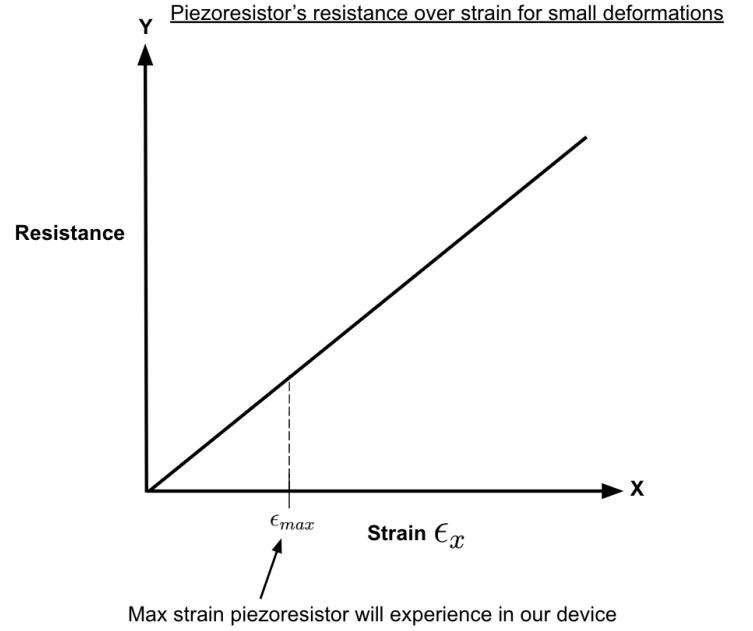 Piezoresistor’s resistance over strain for small deformations
Y
Resistance
X
ϵmax
Strain ϵx
Max strain piezoresistor will experience in our device